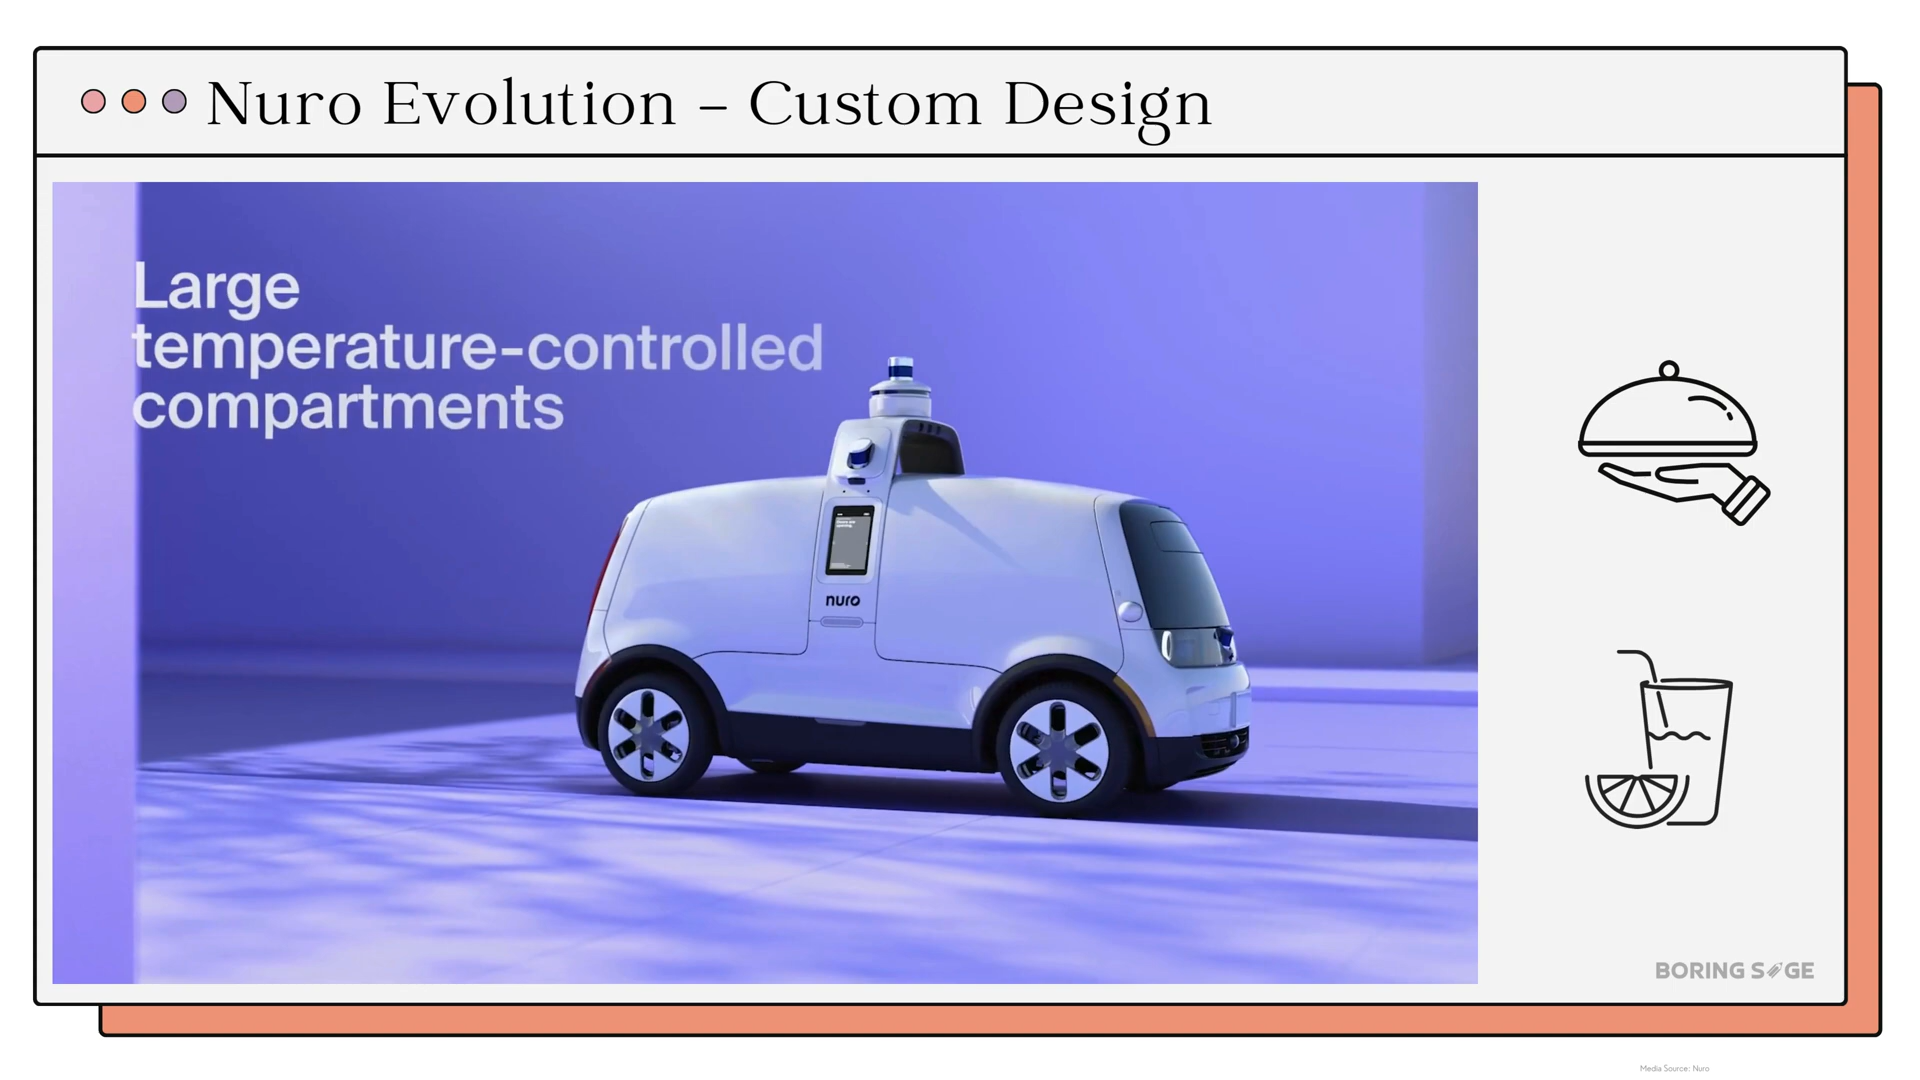 Nuro Evolution – Custom Design
Large
temperature-controlled
compartments
nuro
BORING SAGE
Media Source: Nuro